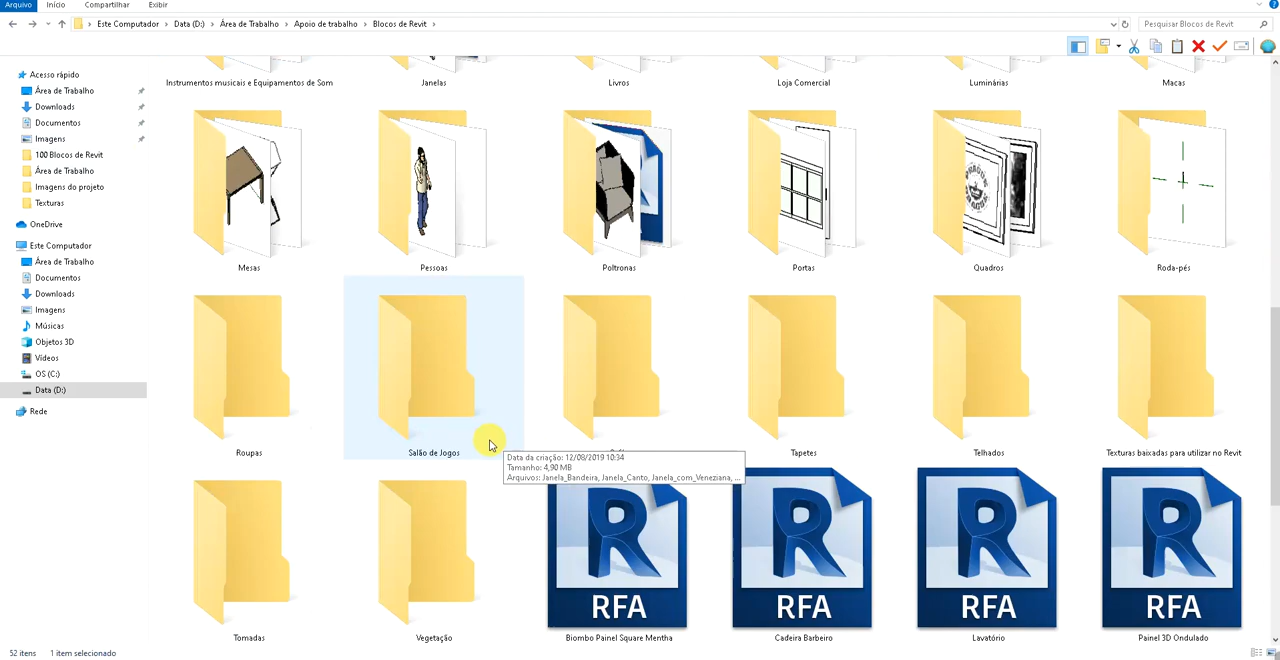 Arquivo Início Compartilhar Exibir
Este Computador Data (D:) Área de Trabalho Apoio de trabalho Blocos de Revit
Pesquisar Blocos de Revit
Acesso rápido
Área de Trabalho
Downloads
Documentos
Imagens
100 Blocos de Revit
Área de Trabalho
Imagens do projeto
Texturas
OneDrive
Este Computador
Área de Trabalho
Documentos
Downloads
Imagens
Músicas
Objetos 3D
Vídeos
OS (C:)
Data (D:)
Rede
Instrumentos musicais e Equipamentos de Som Janelas Livros Loja Comercial Luminárias Macas
Mesas Pessoas Poltronas Portas Quadros Roda-pés
Roupas Salão de Jogos Tapetes Telhados Texturas baixadas para utilizar no Revit
Data da criação: 12/08/2019 10:34
Tamanho: 4,90 MB
Arquivos: Janela_Bandeira, Janela_Canto, Janela_com_Veneziana, ...
R R R R
RFA RFA RFA RFA
Tomadas Vegetação Biombo Painel Square Mentha Cadeira Barbeiro Lavatório Painel 3D Ondulado
52 itens 1 item selecionado